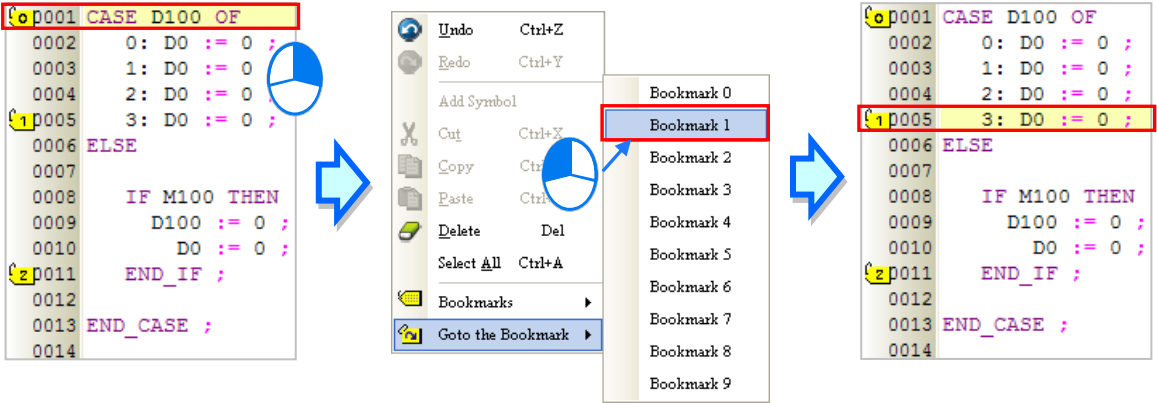 0001 CASE D100 OF
0002 0: D0 := 0 ;
0003 1: D0 := 0
0004 2: D0 := 0
0005 3: D0 := 0 ;
0006 ELSE
0007
0008 IF M100 THEN
0009 D100 := 0 ;
0010 D0 := 0 ;
0011 END_IF ;
0012
0013 END_CASE ;
0014
0
1
2
Undo Ctrl+Z
Redo Ctrl+Y
Add Symbol
Cut Ctrl+X
Copy
Paste
Delete Del
Select All Ctrl+A
Bookmarks
Goto the Bookmark
Bookmark 0
Bookmark 1
Bookmark 2
Bookmark 3
Bookmark 4
Bookmark 5
Bookmark 6
Bookmark 7
Bookmark 8
Bookmark 9
0001 CASE D100 OF
0002 0: D0 := 0 ;
0003 1: D0 := 0 ;
0004 2: D0 := 0 ;
0005 3: D0 := 0 ;
0006 ELSE
0007
0008 IF M100 THEN
0009 D100 := 0 ;
0010 D0 := 0 ;
0011 END_IF ;
0012
0013 END_CASE ;
0014
0
1
2